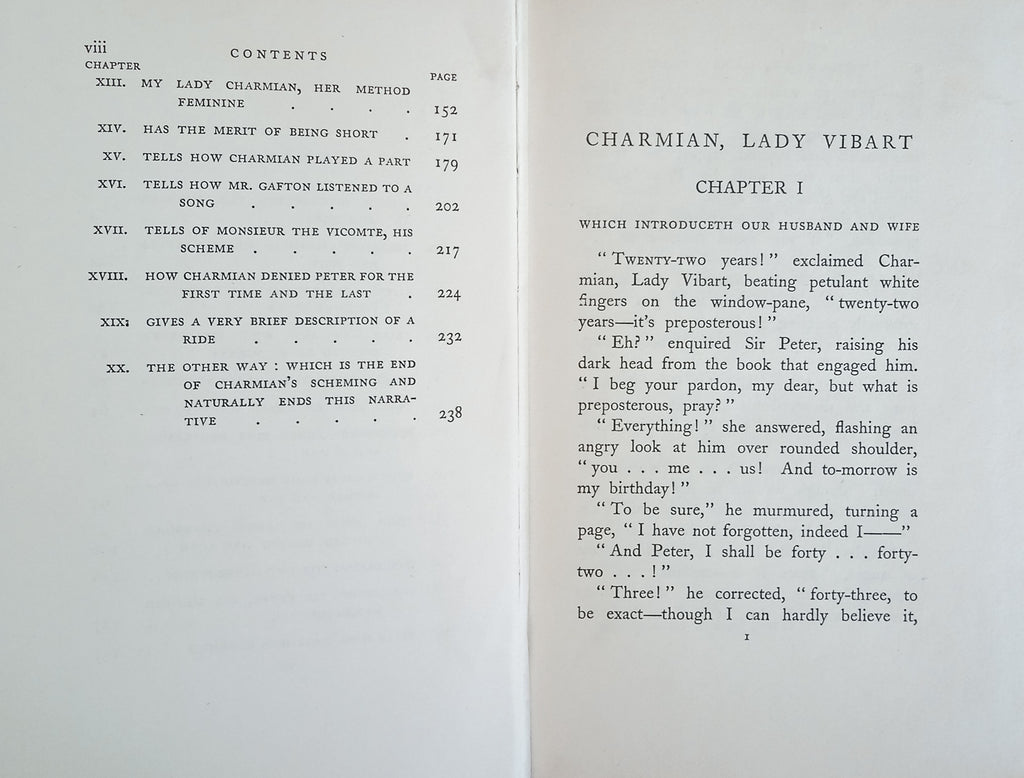 viii
CONTENTS
CHAPTER
PAGE
XIII. MY LADY CHARMIAN, HER METHOD
FEMININE . . . . 152
XIV. HAS THE MERIT OF BEING SHORT . 171
XV. TELLS HOW CHARMIAN PLAYED A PART 179
XVI. TELLS HOW MR. GAFTON LISTENED TO A
SONG . . . . . 202
XVII. TELLS OF MONSIEUR THE VICOMTE, HIS
SCHEME . . . . . 217
XVIII. HOW CHARMIAN DENIED PETER FOR THE
FIRST TIME AND THE LAST . 224
XIX. GIVES A VERY BRIEF DESCRIPTION OF A
RIDE . . . . . 232
XX. THE OTHER WAY : WHICH IS THE END
OF CHARMIAN'S SCHEMING AND
NATURALLY ENDS THIS NARRA-
TIVE . . . . . 238
CHARMIAN, LADY VIBART
CHAPTER I
WHICH INTRODUCETH OUR HUSBAND AND WIFE
“ TWENTY-TWO years! ” exclaimed Char-
mian, Lady Vibart, beating petulant white
fingers on the window-pane, “ twenty-two
years—it's preposterous! ”
“ Eh? ” enquired Sir Peter, raising his
dark head from the book that engaged him.
“ I beg your pardon, my dear, but what is
preposterous, pray? ”
“ Everything! ” she answered, flashing an
angry look at him over rounded shoulder,
“ you . . . me . . . us! And to-morrow is
my birthday! ”
“ To be sure,” he murmured, turning a
page, “ I have not forgotten, indeed I——”
“ And Peter, I shall be forty . . . forty-
two . . . ! ”
“ Three! ” he corrected, “ forty-three, to
be exact—though I can hardly believe it,
1